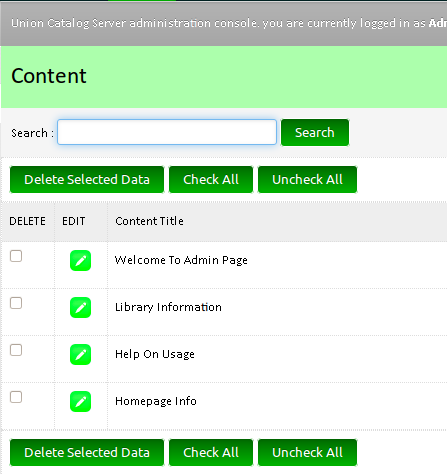 Union Catalog Server administration console, you are currently logged in as
Content
Search : Search
Delete Selected Data Check All Uncheck All
DELETE EDIT Content Title
Welcome To Admin Page
Library Information
Help On Usage
Homepage Info
Delete Selected Data Check All Uncheck All